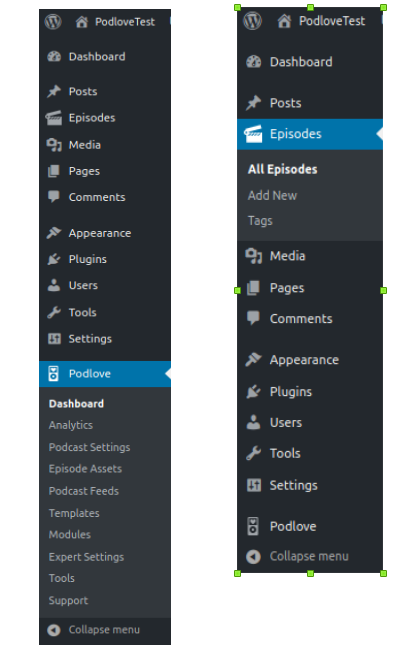 PodloveTest
Dashboard
Posts
Episodes
Media
Pages
Comments
Appearance
Plugins
Users
Tools
Settings
Podlove
Dashboard
Analytics
Podcast Settings
Episode Assets
Podcast Feeds
Templates
Modules
Expert Settings
Tools
Support
Collapse menu
PodloveTest
Dashboard
Posts
Episodes
All Episodes
Add New
Tags
Media
Pages
Comments
Appearance
Plugins
Users
Tools
Settings
Podlove
Collapse menu